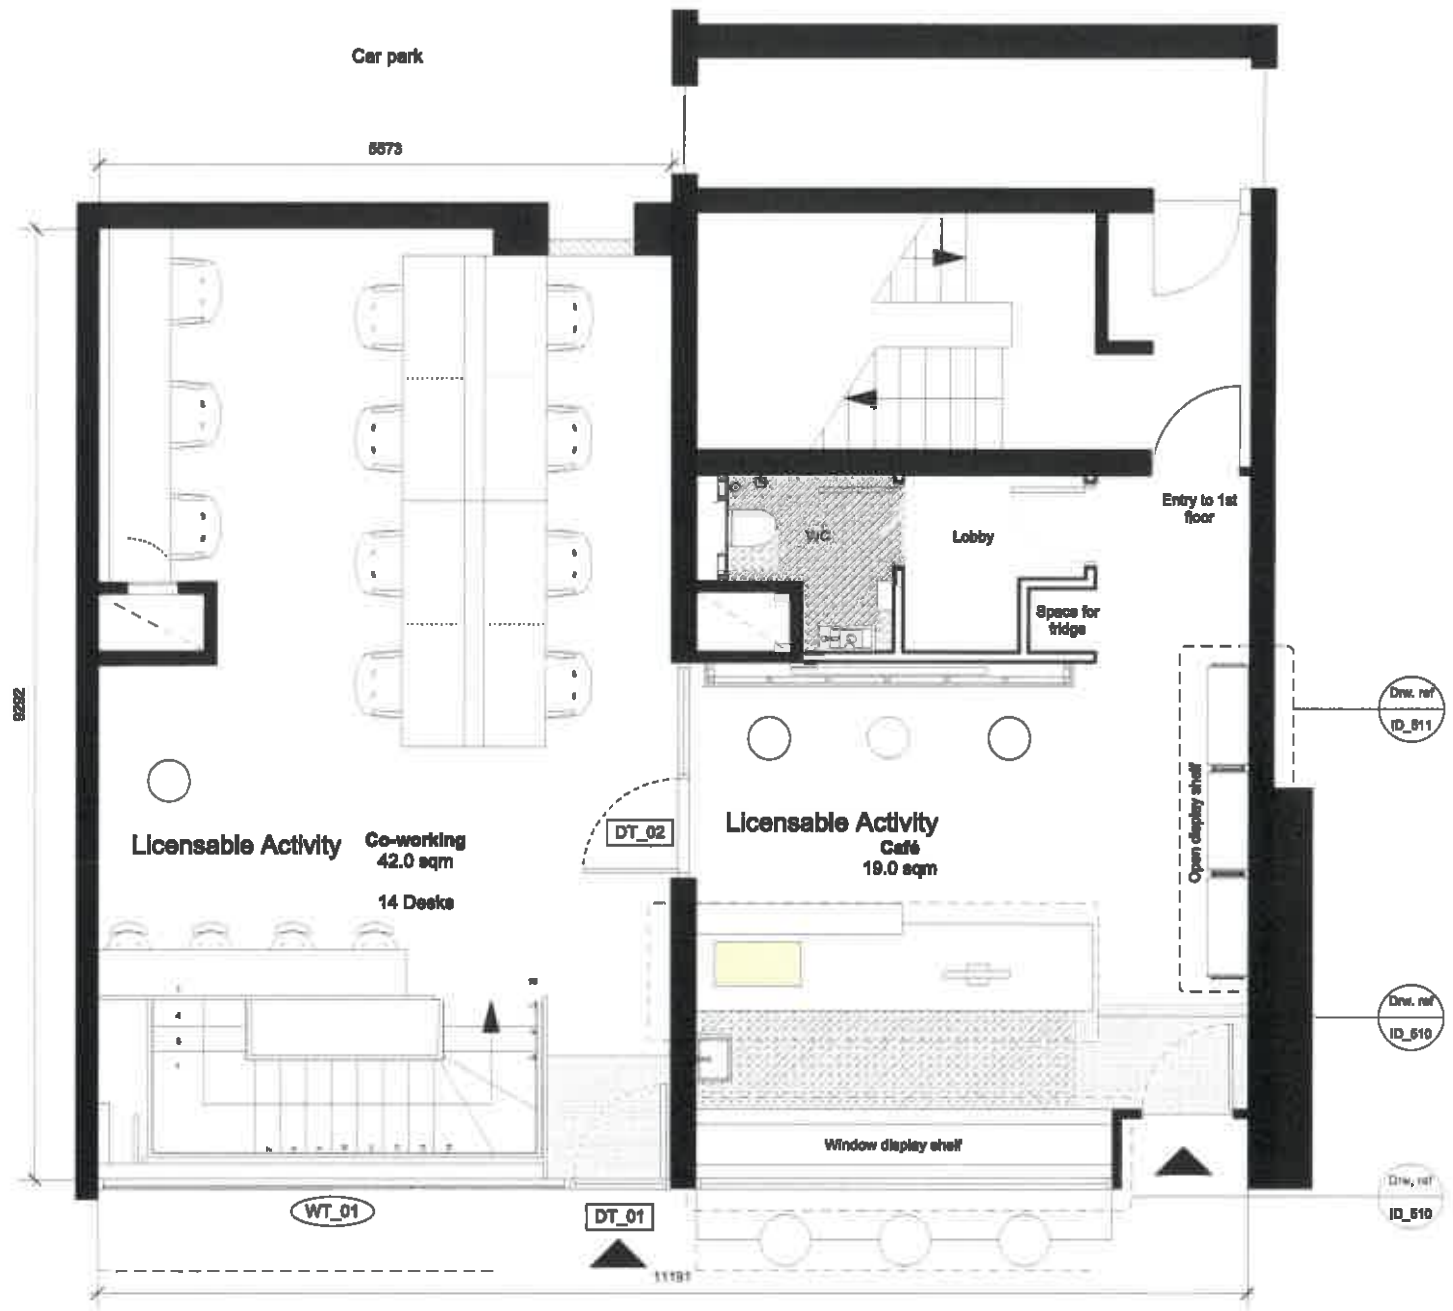 Car park
5573
9292
WC
Lobby
Entry to 1st
floor
Space for
fridge
Drw. ref
ID_511
Open display shelf
DT_02
Licensable Activity
Co-working
42.0 sqm
14 Desks
Licensable Activity
Café
19.0 sqm
Drw. ref
ID_510
Window display shelf
WT_01
DT_01
Drw. ref
ID_510
11191